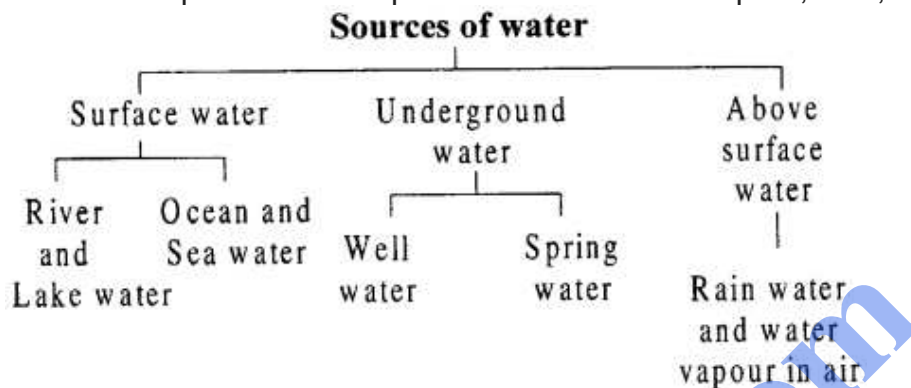 Sources of water
Surface water
Underground
water
Above
surface
water
River
and
Lake water
Ocean and
Sea water
Well
water
Spring
water
Rain water
and water
vapour in air